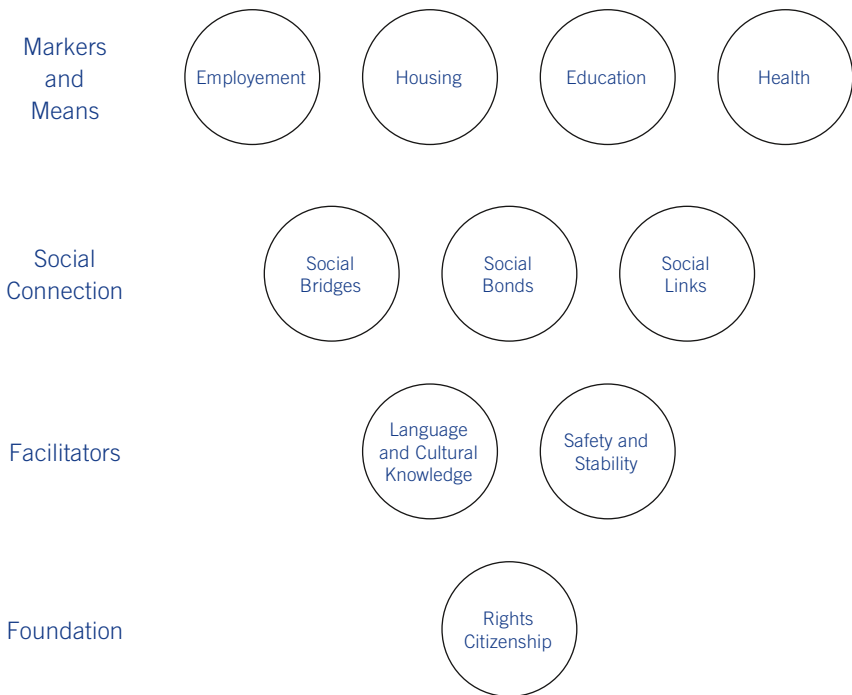 Markers
and
Means
Employement
Housing
Education
Health
Social
Connection
Social
Bridges
Social
Bonds
Social
Links
Facilitators
Language
and Cultural
Knowledge
Safety and
Stability
Foundation
Rights
Citizenship